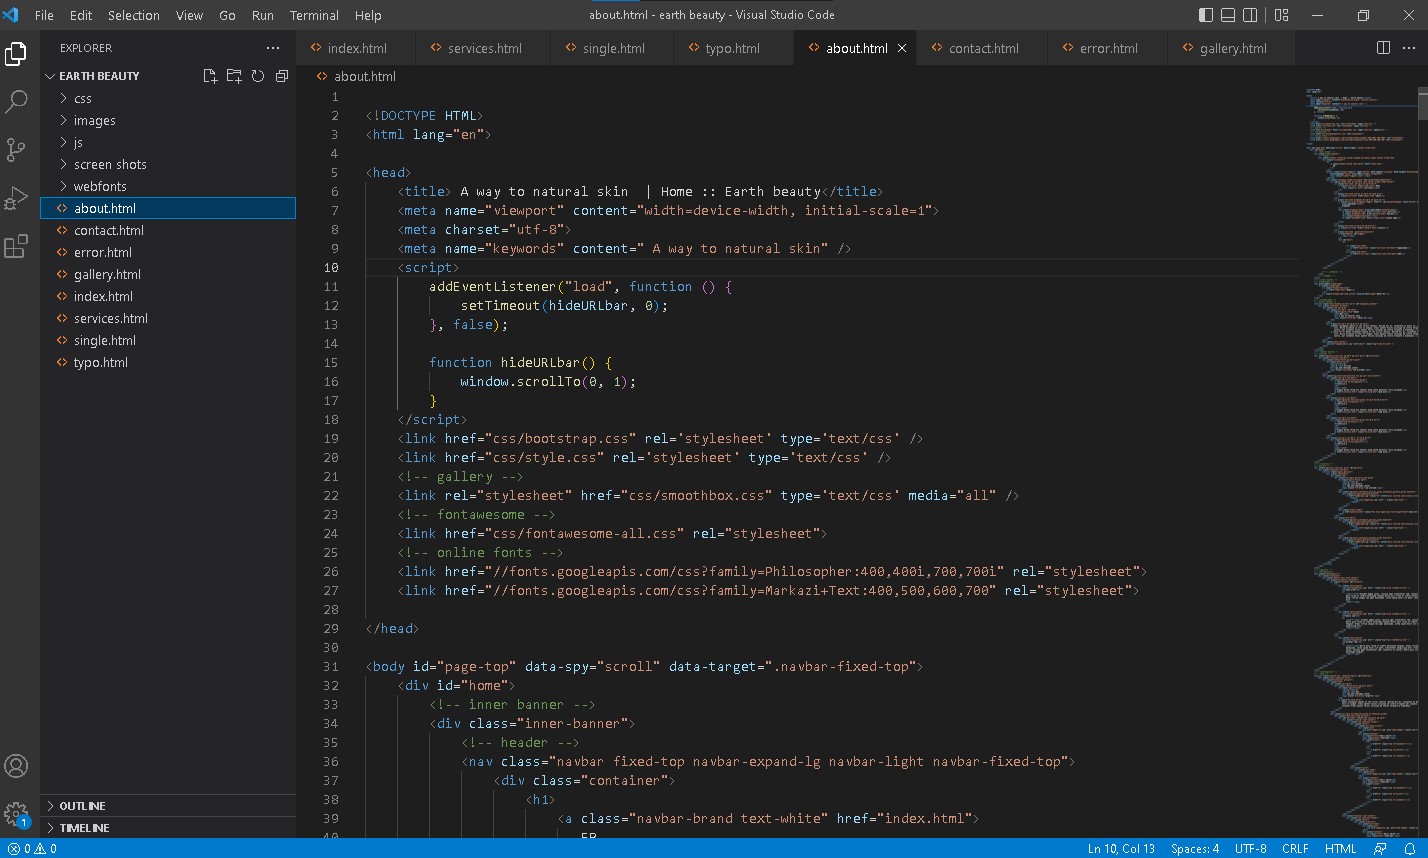 File Edit Selection View Go Run Terminal Help about.html - earth beauty - Visual Studio Code
EXPLORER
EARTH BEAUTY
css
images
js
screen shots
webfonts
about.html
contact.html
error.html
gallery.html
index.html
services.html
single.html
typo.html
OUTLINE
TIMELINE
1
index.html services.html single.html typo.html about.html contact.html error.html gallery.html
about.html
1
2 <!DOCTYPE HTML>
3 <html lang="en">
4
5 <head>
6 <title> A way to natural skin | Home :: Earth beauty</title>
7 <meta name="viewport" content="width=device-width, initial-scale=1">
8 <meta charset="utf-8">
9 <meta name="keywords" content=" A way to natural skin" />
10 <script>
11 addEventListener("load", function () {
12 setTimeout(hideURLbar, 0);
13 }, false);
14
15 function hideURLbar() {
16 window.scrollTo(0, 1);
17 }
18 </script>
19 <link href="css/bootstrap.css" rel='stylesheet' type='text/css' />
20 <link href="css/style.css" rel='stylesheet' type='text/css' />
21 <!-- gallery -->
22 <link rel="stylesheet" href="css/smoothbox.css" type='text/css' media="all" />
23 <!-- fontawesome -->
24 <link href="css/fontawesome-all.css" rel="stylesheet">
25 <!-- online fonts -->
26 <link href="//fonts.googleapis.com/css?family=Philosopher:400,400i,700,700i" rel="stylesheet">
27 <link href="//fonts.googleapis.com/css?family=Markazi+Text:400,500,600,700" rel="stylesheet">
28
29 </head>
30
31 <body id="page-top" data-spy="scroll" data-target=".navbar-fixed-top">
32 <div id="home">
33 <!-- inner banner -->
34 <div class="inner-banner">
35 <!-- header -->
36 <nav class="navbar fixed-top navbar-expand-lg navbar-light navbar-fixed-top">
37 <div class="container">
38 <h1>
39 <a class="navbar-brand text-white" href="index.html">
40
0 0 Ln 10, Col 13 Spaces: 4 UTF-8 CRLF HTML